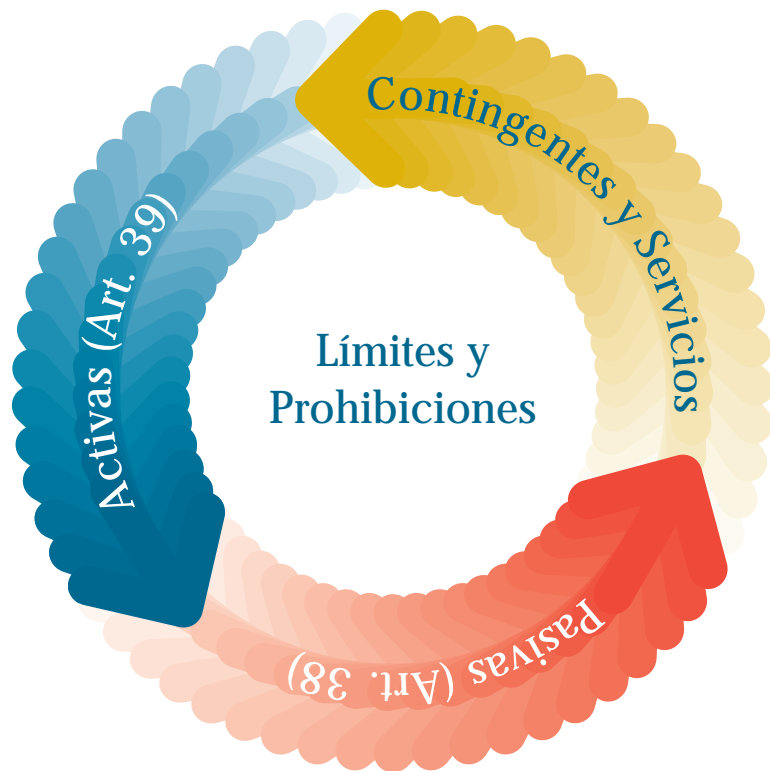 Contingentes y Servicios
Activas (Art. 39)
Límites y
Prohibiciones
Pasivas (Art. 38)